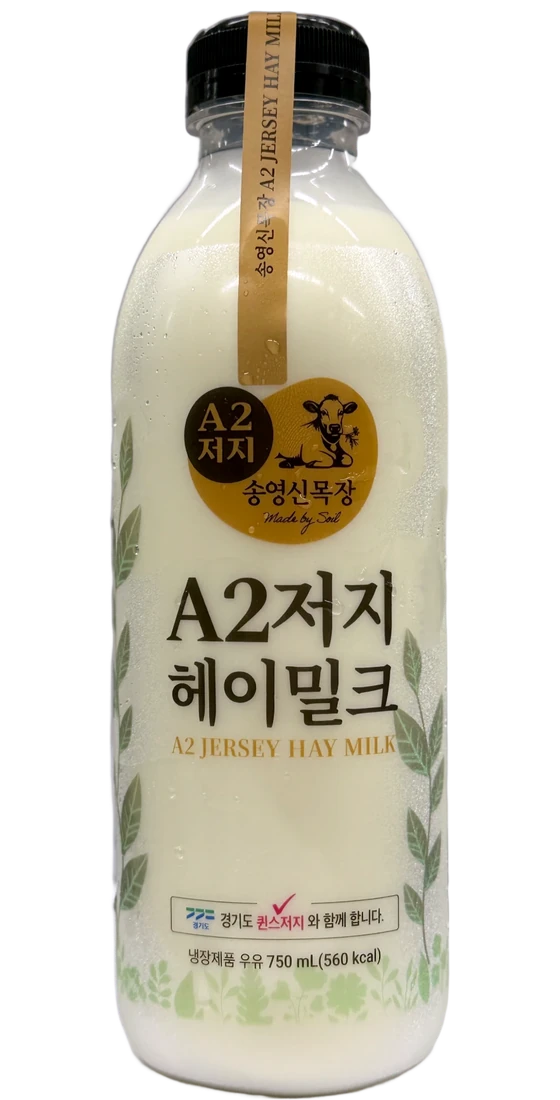 송영신목장 A2 JERSEY HAY MIL
A2
저지
송영신목장
Made by Soil
A2저지
헤이밀크
A2 JERSEY HAY MILK
경기도
경기도 퀸스저지 와 함께 합니다.
냉장제품 우유 750 mL(560 kcal)